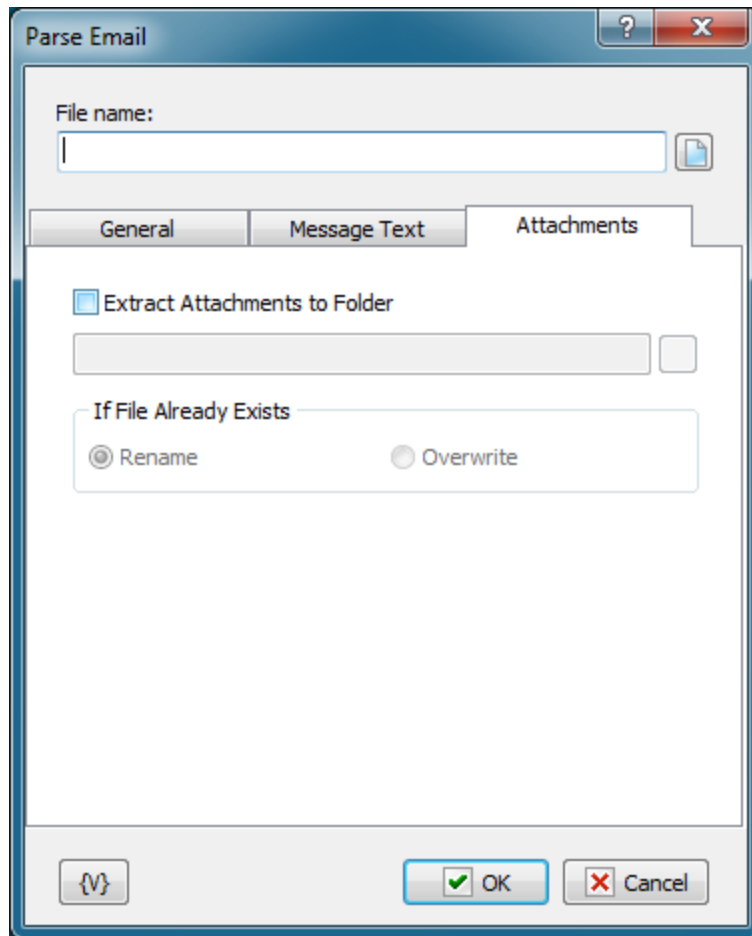 Parse Email
?
File name:
General Message Text Attachments
Extract Attachments to Folder
If File Already Exists
Rename Overwrite
{V} OK Cancel